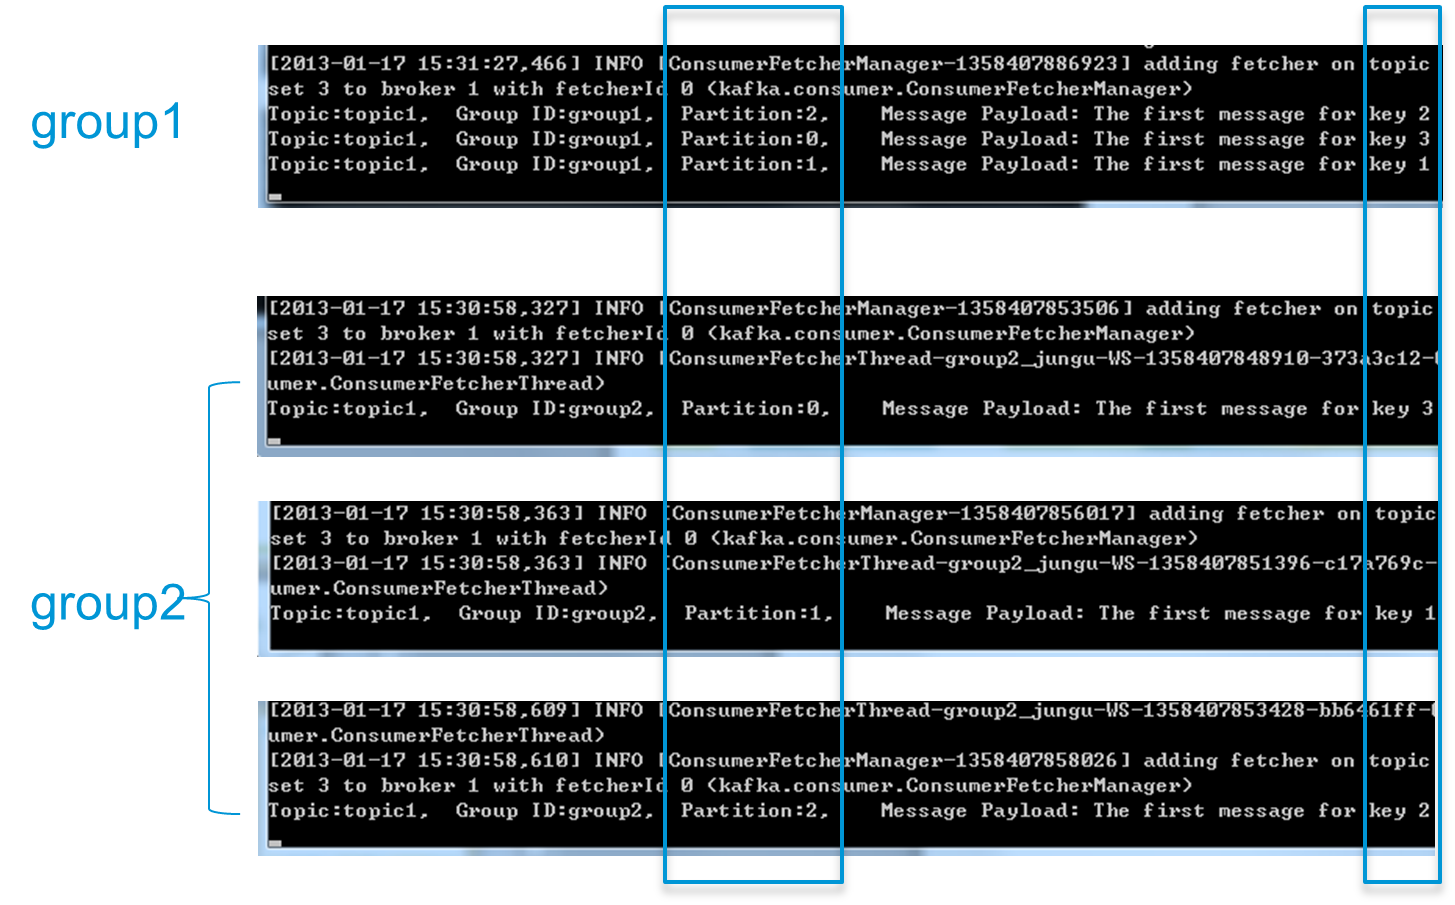 group1
[2013-01-17 15:31:27,466] INFO [ConsumerFetcherManager-1358407886923] adding fetcher on topic
set 3 to broker 1 with fetcherId 0 (kafka.consumer.ConsumerFetcherManager)
Topic:topic1, Group ID:group1, Partition:2, Message Payload: The first message for key 2
Topic:topic1, Group ID:group1, Partition:0, Message Payload: The first message for key 3
Topic:topic1, Group ID:group1, Partition:1, Message Payload: The first message for key 1
group2
[2013-01-17 15:30:58,327] INFO [ConsumerFetcherManager-1358407853506] adding fetcher on topic
set 3 to broker 1 with fetcherId 0 (kafka.consumer.ConsumerFetcherManager)
[2013-01-17 15:30:58,327] INFO [ConsumerFetcherThread-group2_jungu-WS-1358407848910-373a3c12-
umer.ConsumerFetcherThread)
Topic:topic1, Group ID:group2, Partition:0, Message Payload: The first message for key 3
[2013-01-17 15:30:58,363] INFO [ConsumerFetcherManager-1358407856017] adding fetcher on topic
set 3 to broker 1 with fetcherId 0 (kafka.consumer.ConsumerFetcherManager)
[2013-01-17 15:30:58,363] INFO [ConsumerFetcherThread-group2_jungu-WS-1358407851396-c17a769c-
umer.ConsumerFetcherThread)
Topic:topic1, Group ID:group2, Partition:1, Message Payload: The first message for key 1
[2013-01-17 15:30:58,609] INFO [ConsumerFetcherThread-group2_jungu-WS-1358407853428-bb6461ff-
umer.ConsumerFetcherThread)
[2013-01-17 15:30:58,610] INFO [ConsumerFetcherManager-1358407858026] adding fetcher on topic
set 3 to broker 1 with fetcherId 0 (kafka.consumer.ConsumerFetcherManager)
Topic:topic1, Group ID:group2, Partition:2, Message Payload: The first message for key 2